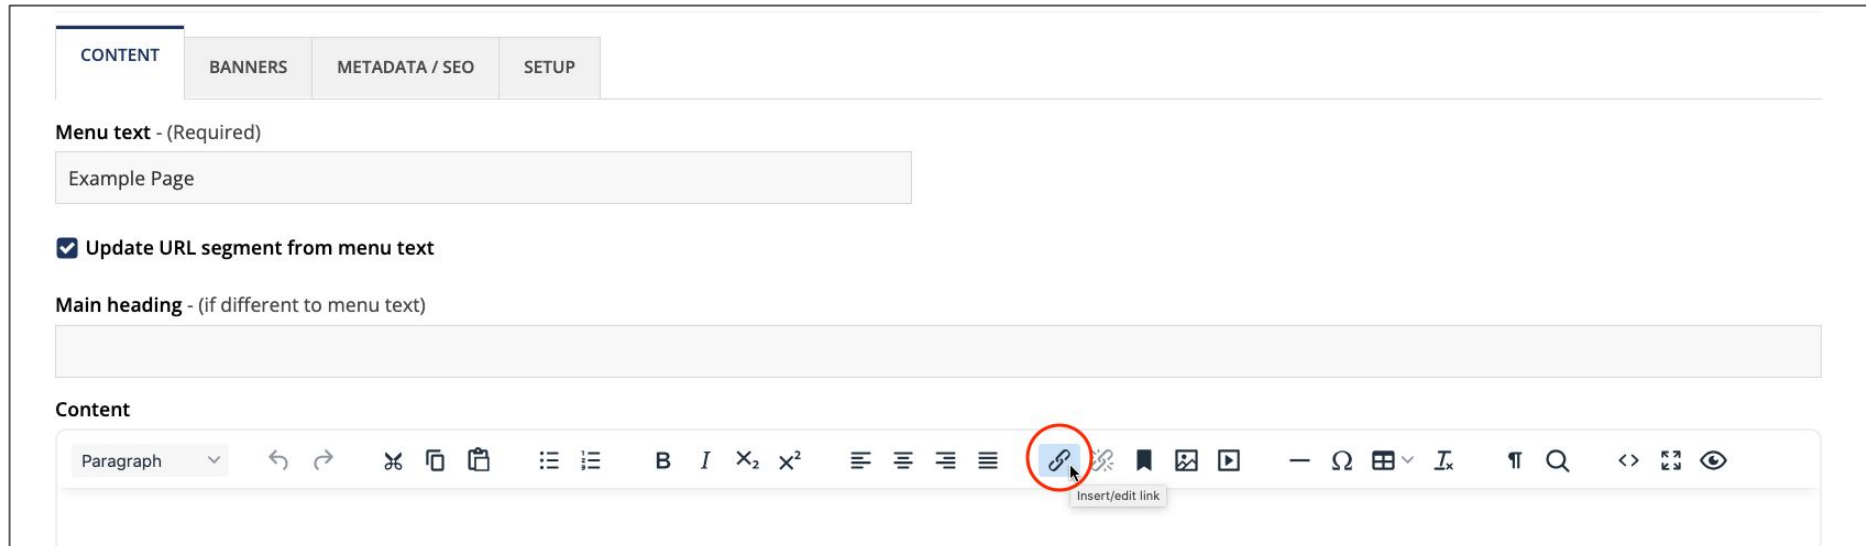 CONTENT
BANNERS
METADATA / SEO
SETUP
Menu text - (Required)
Example Page
Update URL segment from menu text
Main heading - (if different to menu text)
Content
Paragraph
Insert/edit link